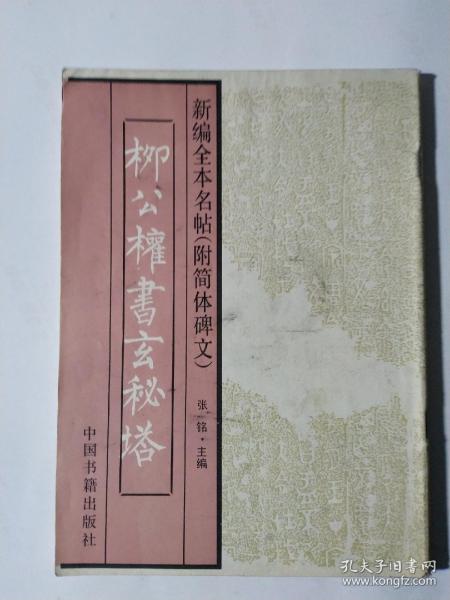 新编全本名帖(附简体碑文)
张铭·主编
柳公權書玄秘塔
中国书籍出版社
孔夫子旧书网
www.kongfz.com